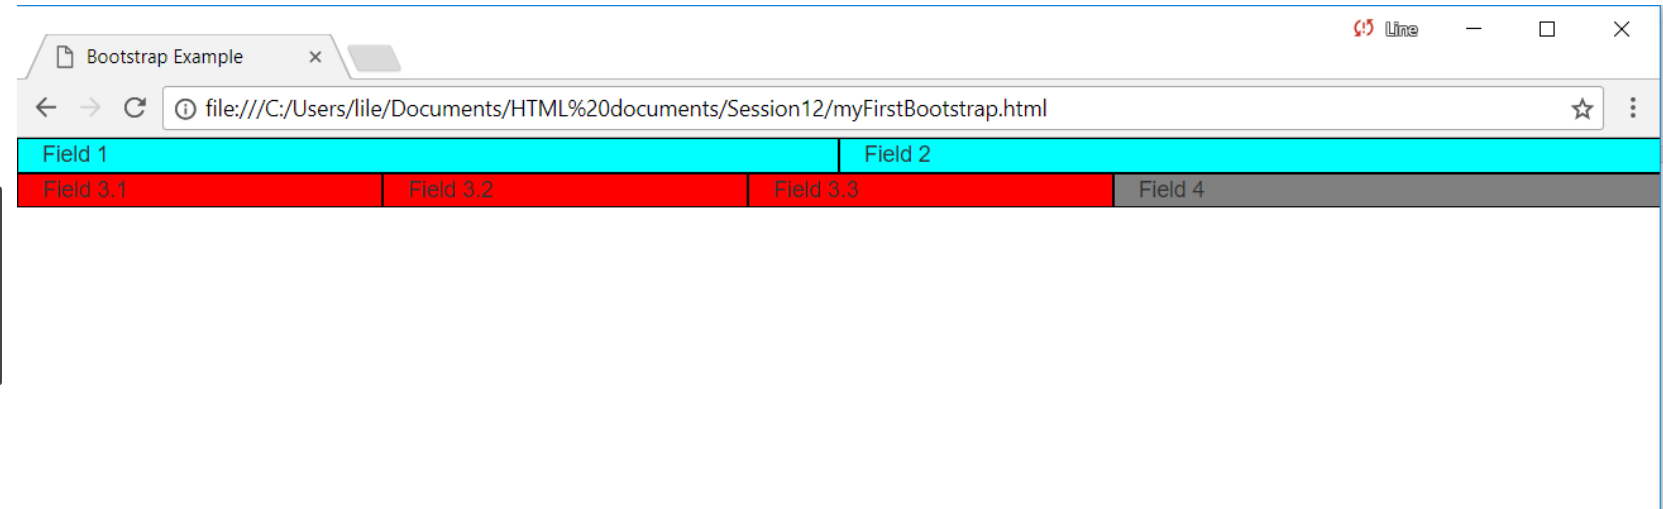 Line
Bootstrap Example
file:///C:/Users/lile/Documents/HTML%20documents/Session12/myFirstBootstrap.html
Field 1 Field 2
Field 3.1 Field 3.2 Field 3.3 Field 4